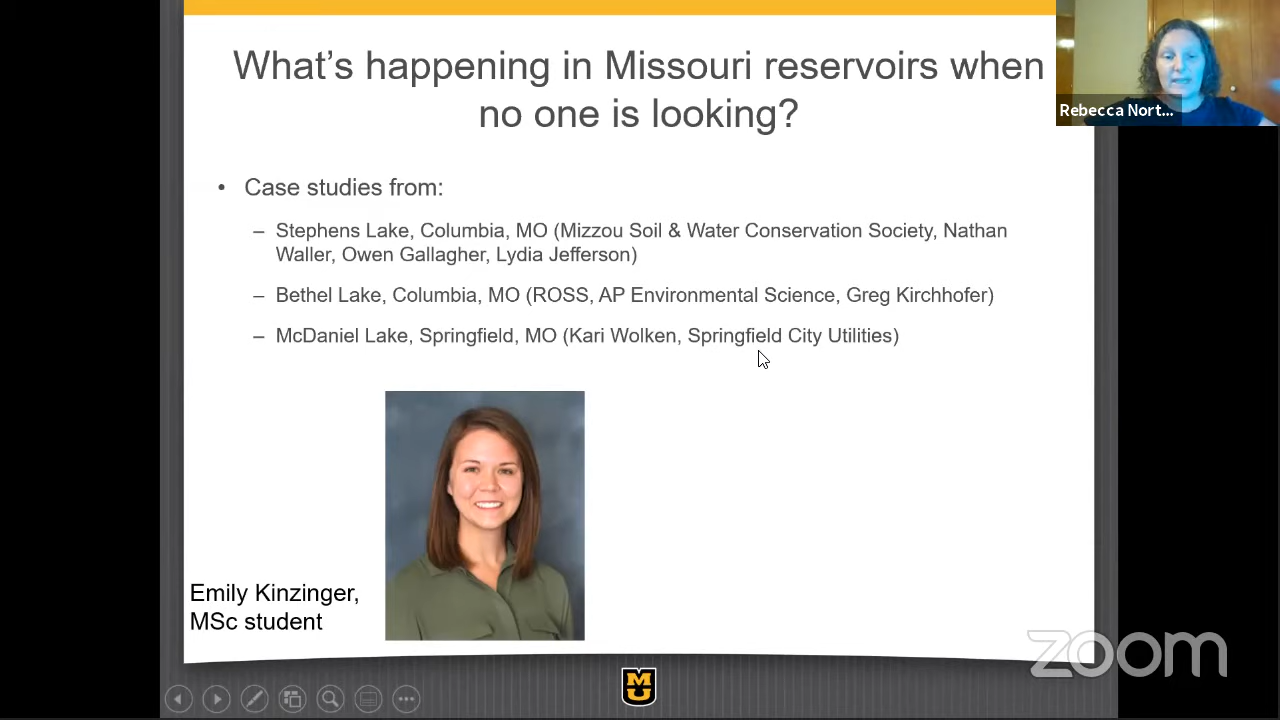 What's happening in Missouri reservoirs when
no one is looking?
Rebecca Nort...
• Case studies from:
– Stephens Lake, Columbia, MO (Mizzou Soil & Water Conservation Society, Nathan
Waller, Owen Gallagher, Lydia Jefferson)
– Bethel Lake, Columbia, MO (ROSS, AP Environmental Science, Greg Kirchhofer)
– McDaniel Lake, Springfield, MO (Kari Wolken, Springfield City Utilities)
Emily Kinzinger,
MSc student
zoom
MU